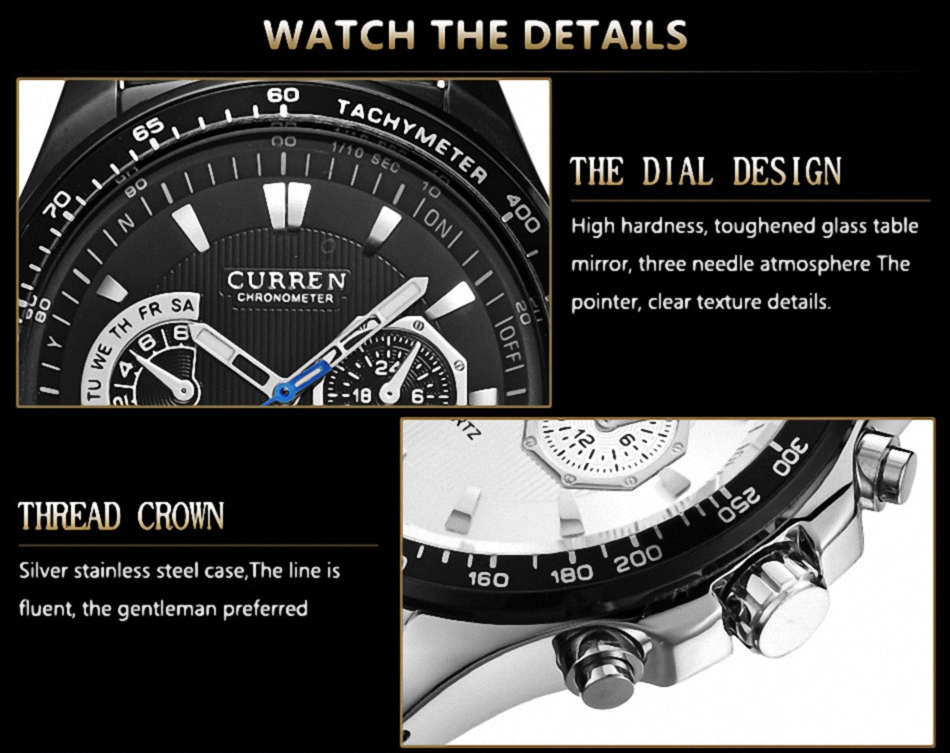 WATCH THE DETAILS
60
65
TACHYMETER
70
400
00
1/10 SEC
90
10
N
ON
CURREN
CHRONOMETER
80
20
Y
OFF
TU WE TH FR SA
2 4 6 6
24
18 6
THE DIAL DESIGN
High hardness, toughened glass table
mirror, three needle atmosphere The
pointer, clear texture details.
THREAD CROWN
Silver stainless steel case,The line is
fluent, the gentleman preferred
RTZ
12 6
300
250
200
180
160